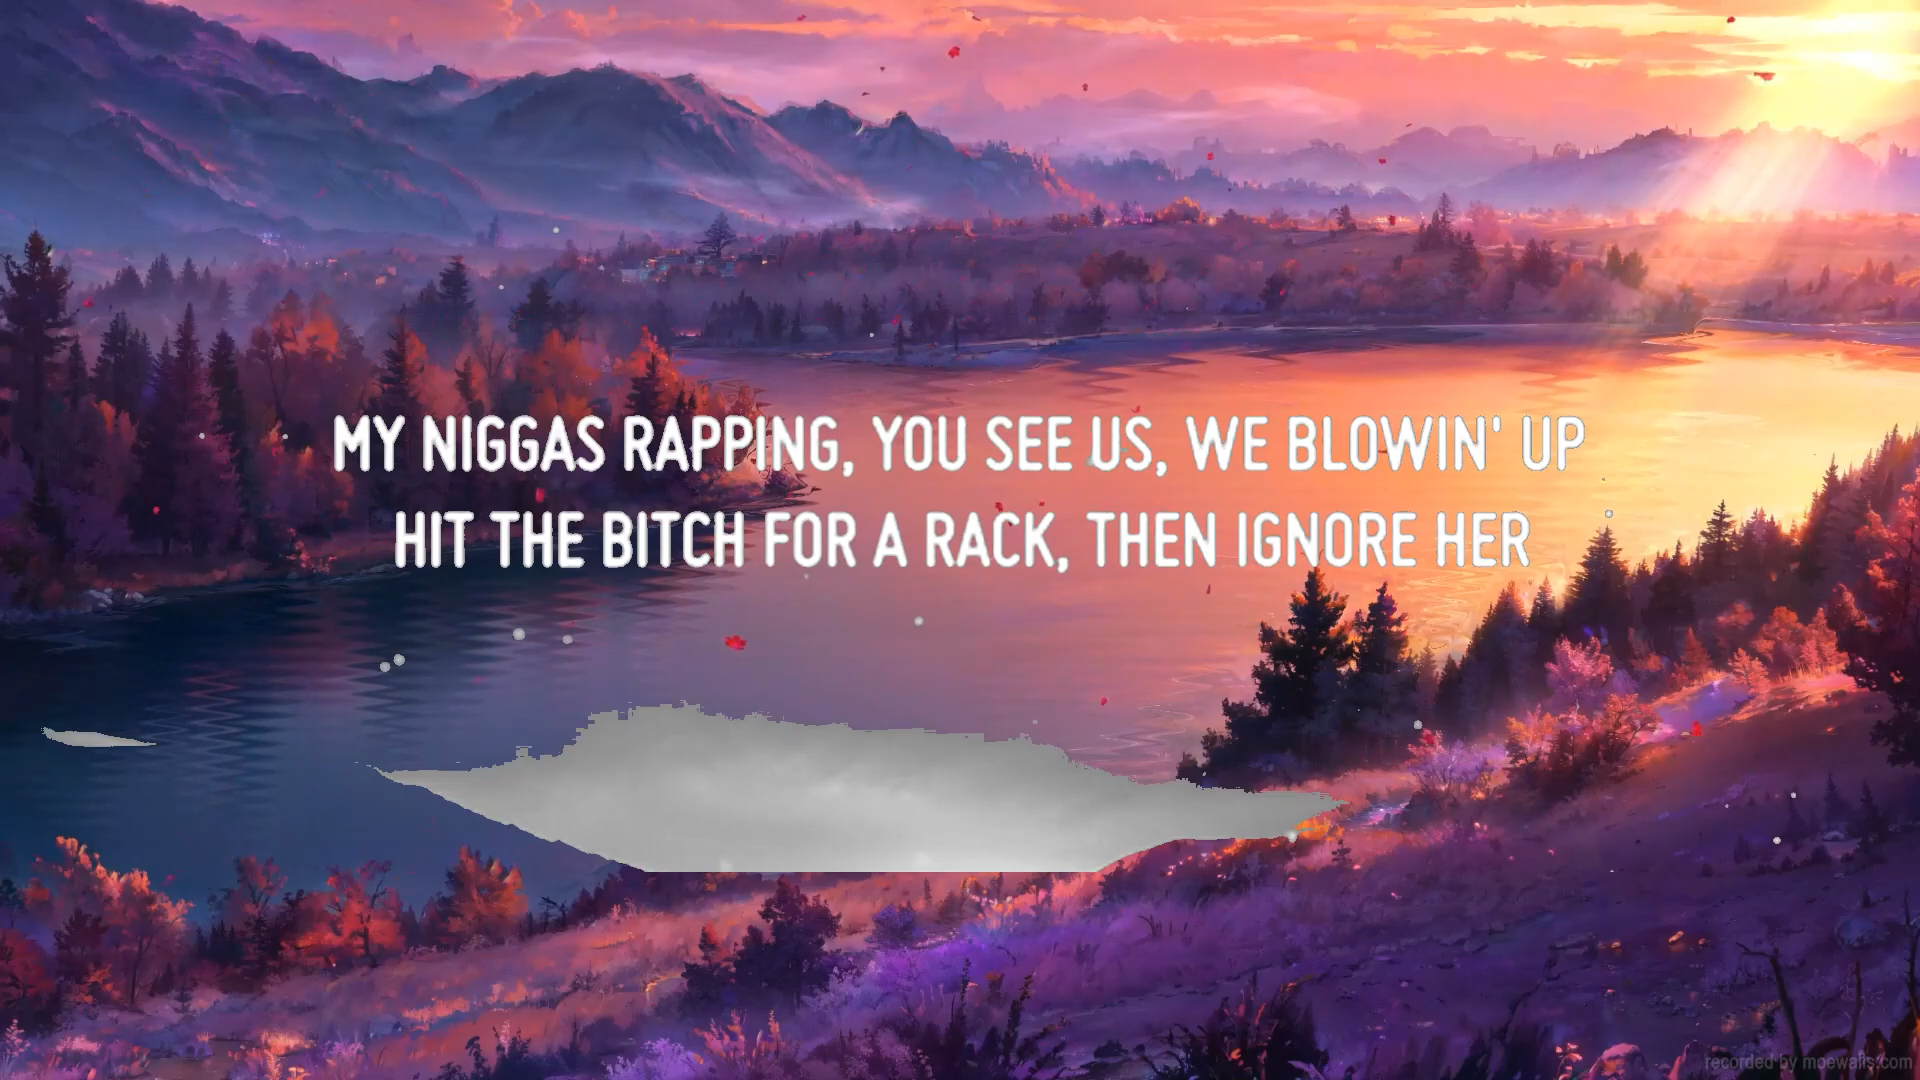 MY NIGGAS RAPPING, YOU SEE US, WE BLOWIN' UP
HIT THE BITCH FOR A RACK, THEN IGNORE HER
recorded by moewalls.com